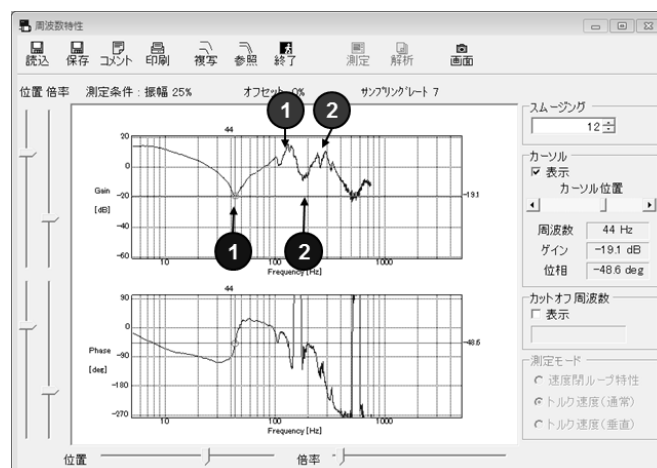 周波数特性
読込 保存 コメント 印刷 複写 参照 終了 測定 解析 画面
位置 倍率 測定条件：振幅 25% オフセット 0% サンプリングレート 7
スムージング
12
1 2
44
20
0
-20
-40
-60
Gain
[dB]
-19.1
1 2
10 100 1000
Frequency [Hz]
カーソル
表示
カーソル位置
周波数 44 Hz
ゲイン -19.1 dB
位相 -48.6 deg
44
90
0
-90
-180
-270
Phase
[deg]
-48.6
10 100 1000
Frequency [Hz]
カットオフ周波数
表示
測定モード
速度閉ループ特性
トルク速度(通常)
トルク速度(垂直)
位置 倍率